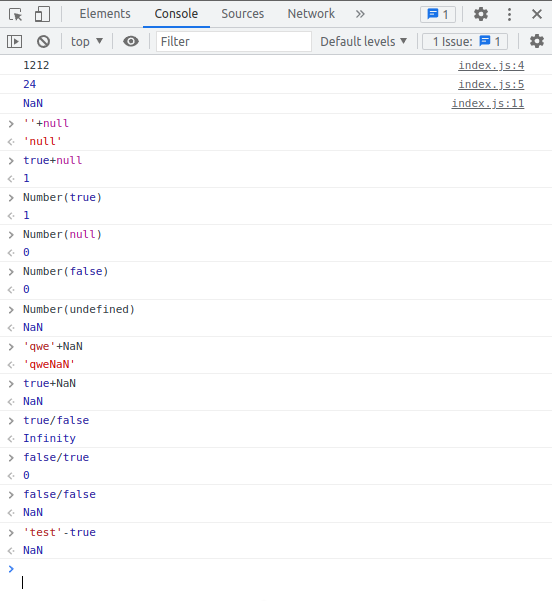 Elements Console Sources Network » 1
top Filter Default levels 1 Issue: 1
1212 index.js:4
24 index.js:5
NaN index.js:11
''+null
'null'
true+null
1
Number(true)
1
Number(null)
0
Number(false)
0
Number(undefined)
NaN
'qwe'+NaN
'qweNaN'
true+NaN
NaN
true/false
Infinity
false/true
0
false/false
NaN
'test'-true
NaN